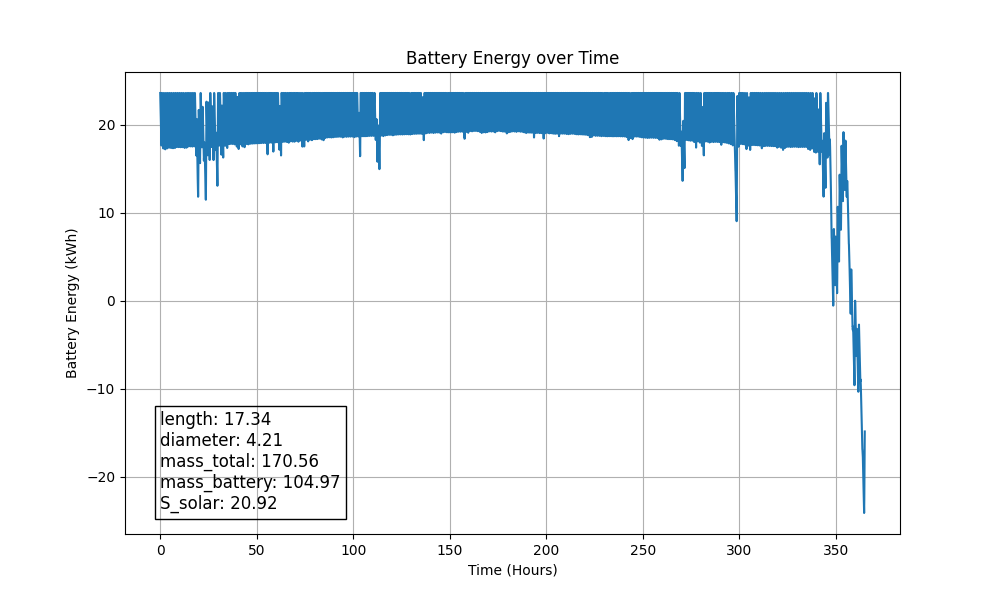 Battery Energy over Time
Battery Energy (kWh)
20
10
0
−10
−20
length: 17.34
diameter: 4.21
mass_total: 170.56
mass_battery: 104.97
S_solar: 20.92
0 50 100 150 200 250 300 350
Time (Hours)